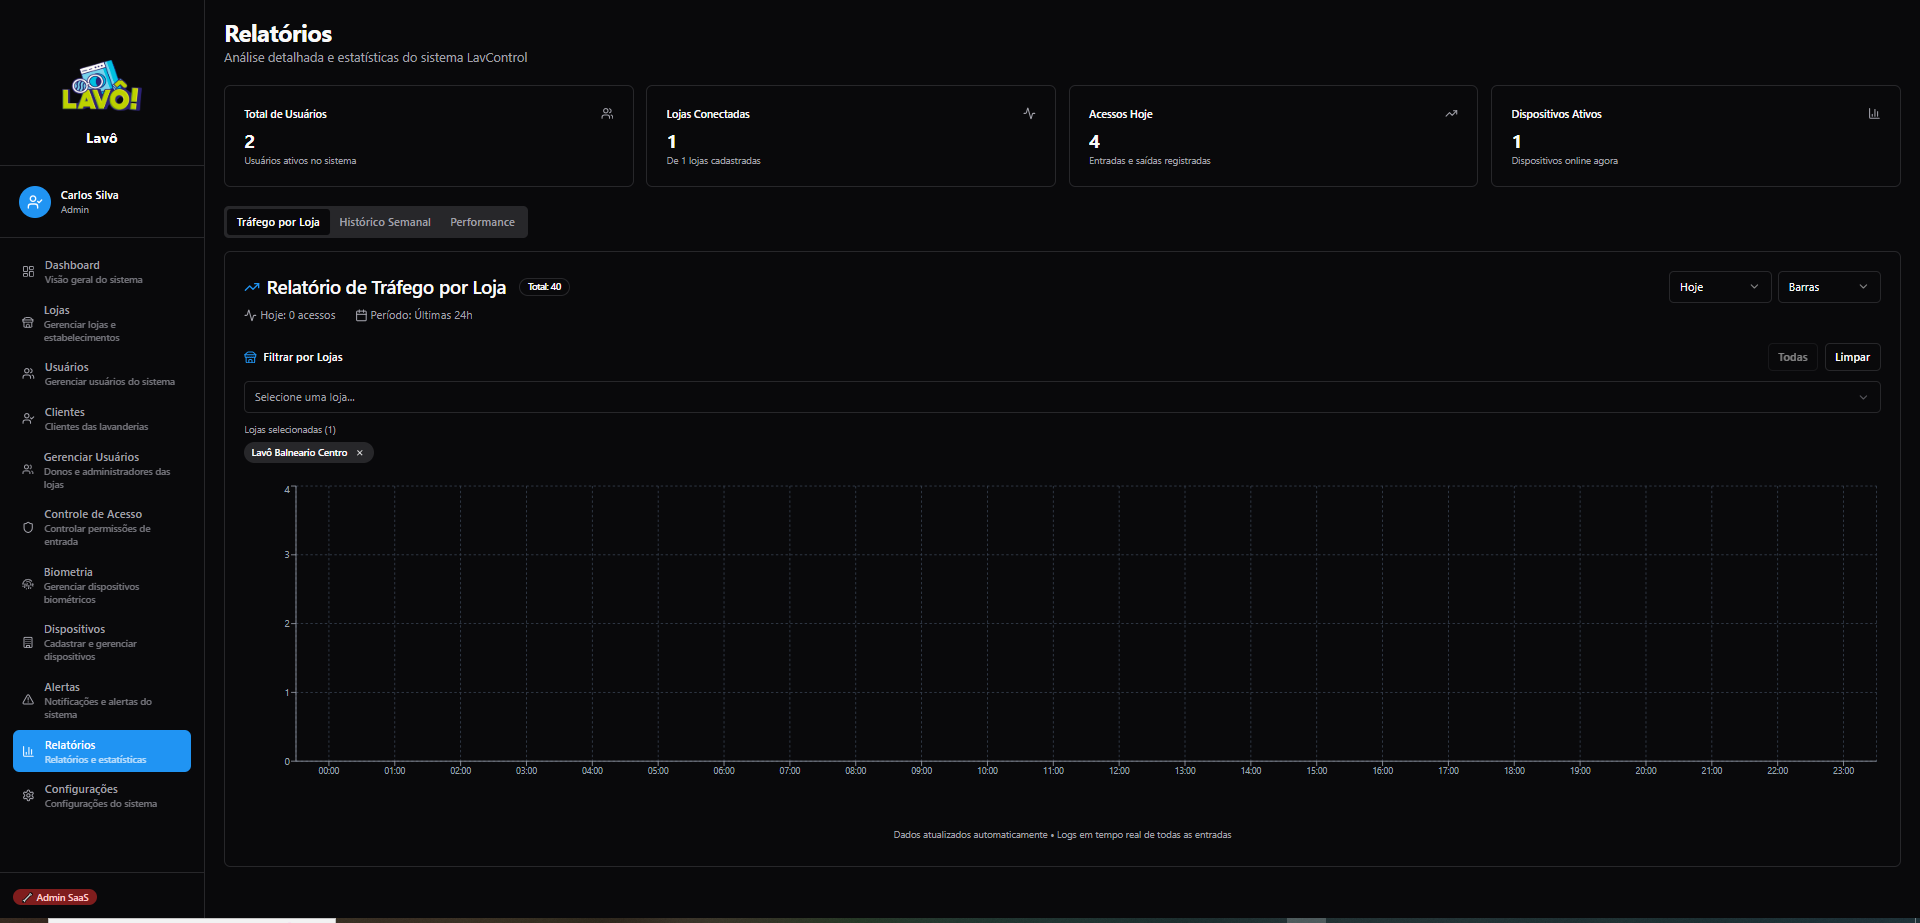 LAVÔ!
Lavô
Carlos Silva
Admin
Dashboard
Visão geral do sistema
Lojas
Gerenciar lojas e
estabelecimentos
Usuários
Gerenciar usuários do sistema
Clientes
Clientes das lavanderias
Gerenciar Usuários
Donos e administradores das
lojas
Controle de Acesso
Controlar permissões de
entrada
Biometria
Gerenciar dispositivos
biométricos
Dispositivos
Cadastrar e gerenciar
dispositivos
Alertas
Notificações e alertas do
sistema
Relatórios
Relatórios e estatísticas
Configurações
Configurações do sistema
Admin SaaS
Relatórios
Análise detalhada e estatísticas do sistema LavControl
Total de Usuários
2
Usuários ativos no sistema
Lojas Conectadas
1
De 1 lojas cadastradas
Acessos Hoje
4
Entradas e saídas registradas
Dispositivos Ativos
1
Dispositivos online agora
Tráfego por Loja Histórico Semanal Performance
Relatório de Tráfego por Loja Total: 40
Hoje Barras
Hoje: 0 acessos Período: Últimas 24h
Filtrar por Lojas
Todas Limpar
Selecione uma loja...
Lojas selecionadas (1)
Lavô Balneario Centro ×
4
3
2
1
0
00:00 01:00 02:00 03:00 04:00 05:00 06:00 07:00 08:00 09:00 10:00 11:00 12:00 13:00 14:00 15:00 16:00 17:00 18:00 19:00 20:00 21:00 22:00 23:00
Dados atualizados automaticamente • Logs em tempo real de todas as entradas